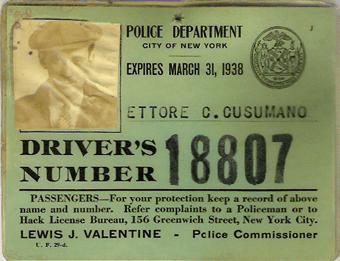 POLICE DEPARTMENT
CITY OF NEW YORK
EXPIRES MARCH 31, 1938
ETTORE C. CUSUMANO
DRIVER'S
NUMBER 18807
PASSENGERS—For your protection keep a record of above
name and number. Refer complaints to a Policeman or to
Hack License Bureau, 156 Greenwich Street, New York City.
LEWIS J. VALENTINE - Police Commissioner
U. F. 29-d.